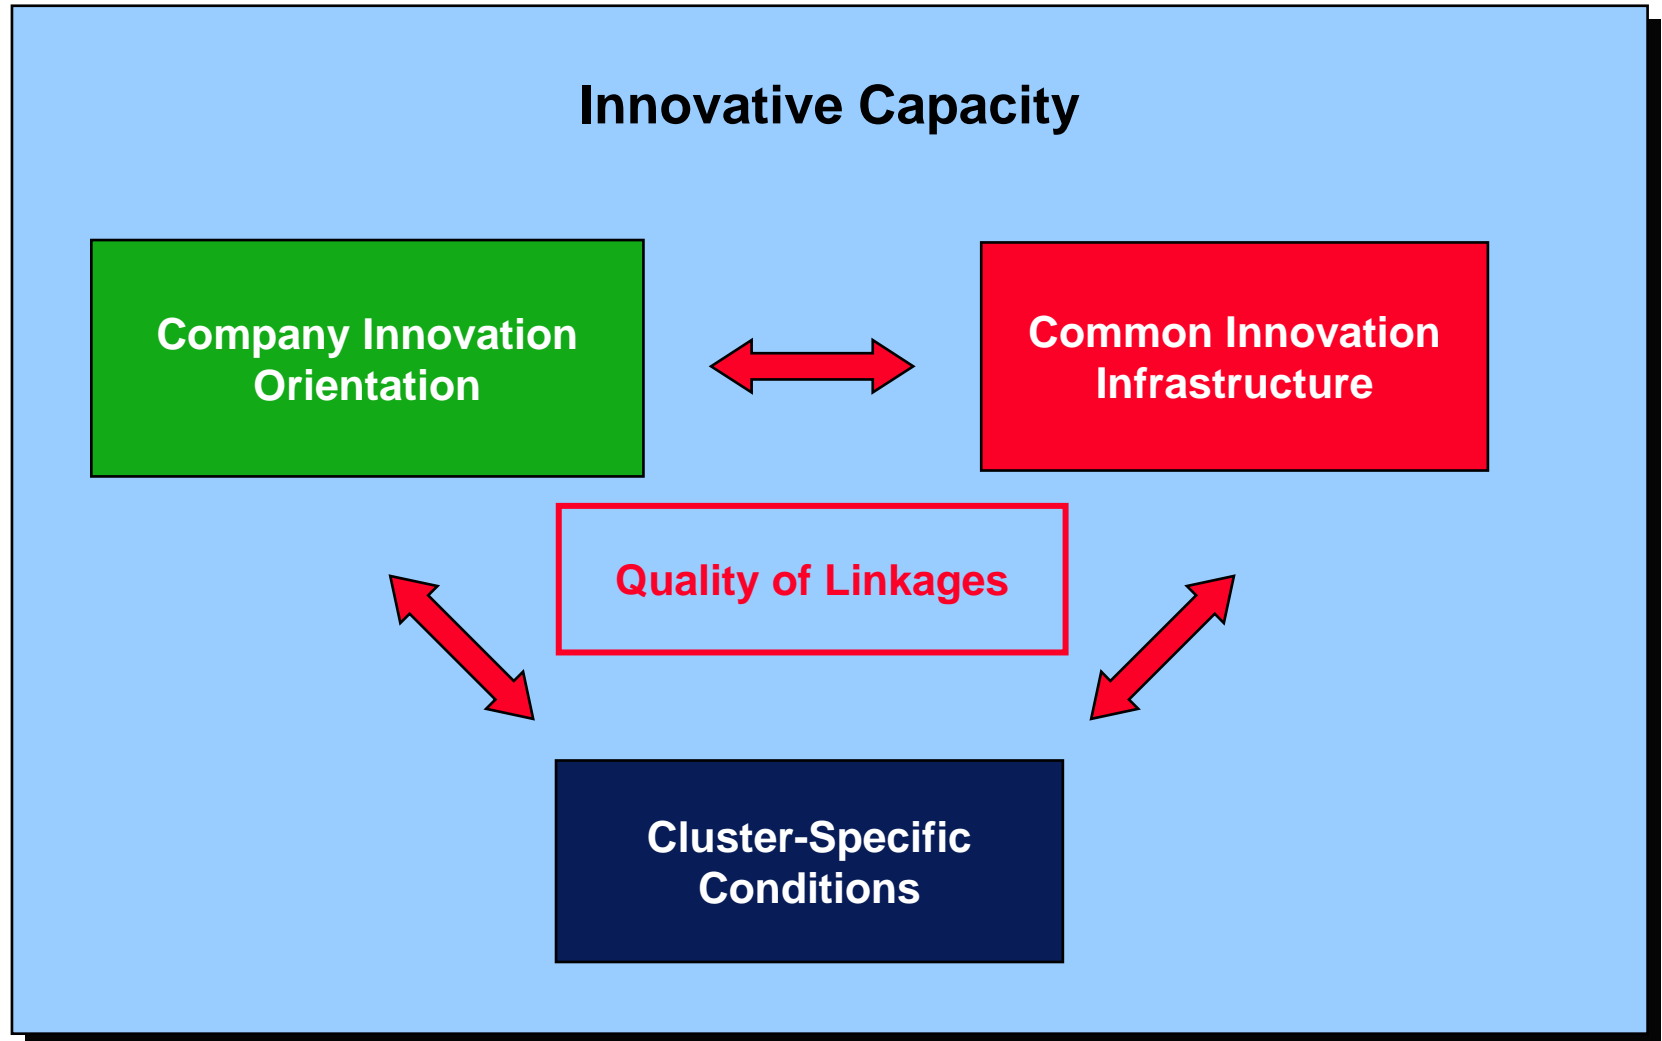 Innovative Capacity
Company Innovation
Orientation
Common Innovation
Infrastructure
Quality of Linkages
Cluster-Specific
Conditions